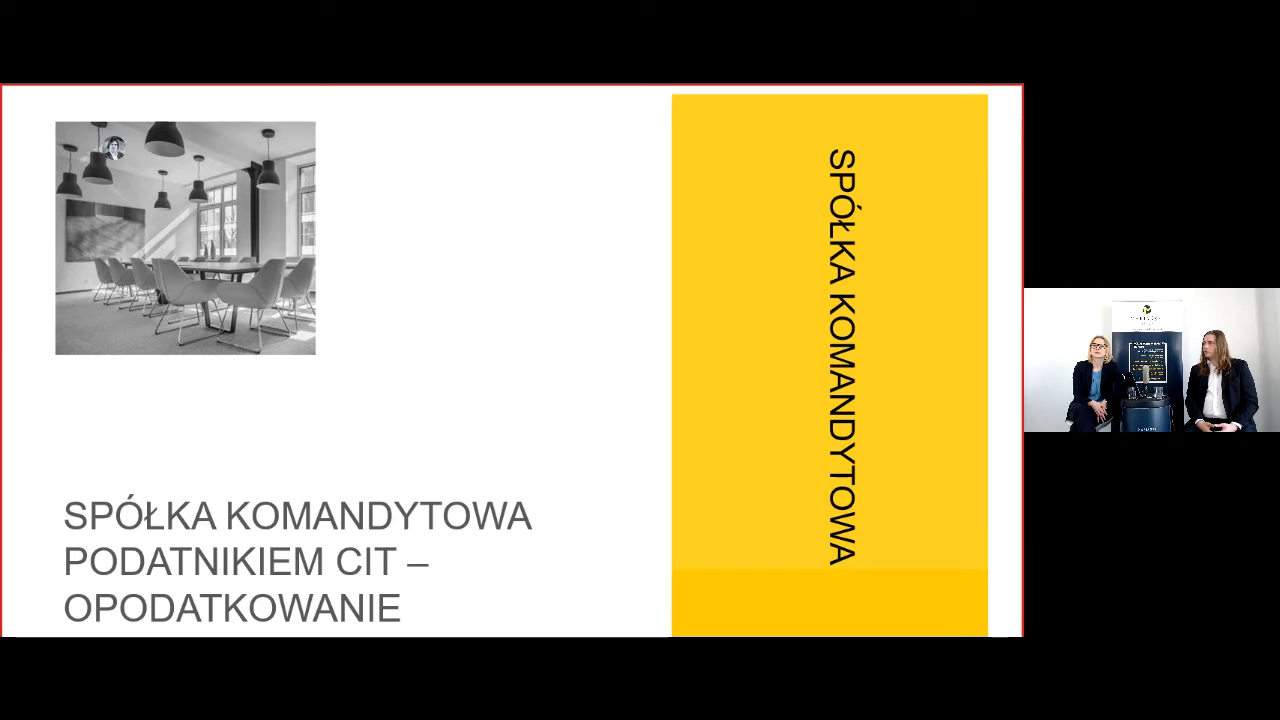 SPÓŁKA KOMANDYTOWA
PODATNIKIEM CIT –
OPODATKOWANIE
SPÓŁKA KOMANDYTOWA